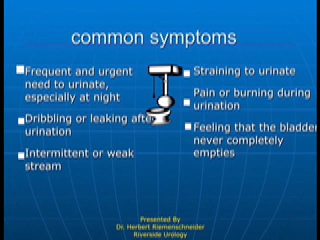 common symptoms
Frequent and urgent
need to urinate,
especially at night
Dribbling or leaking after
urination
Intermittent or weak
stream
Straining to urinate
Pain or burning during
urination
Feeling that the bladder
never completely
empties
Presented By
Dr. Herbert Riemenschneider
Riverside Urology